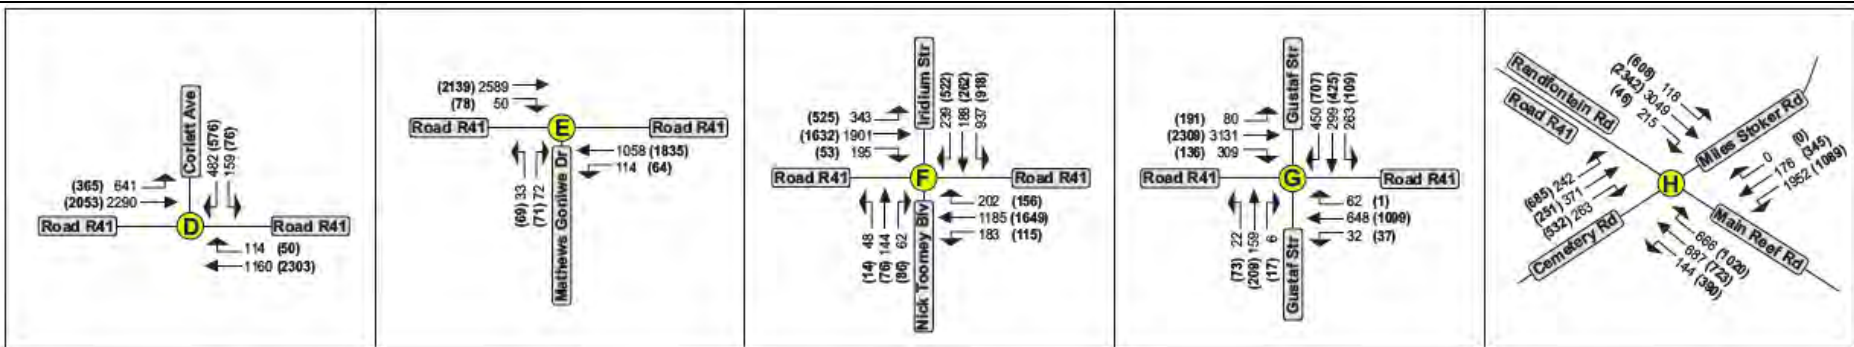 Corlett Ave
482 (576)
159 (76)
(365) 641
(2053) 2290
Road R41
D
Road R41
114 (50)
1160 (2303)
(2139) 2589
(78) 50
Road R41
E
Road R41
1058 (1835)
114 (64)
(69) 33
(71) 72
Mathews Goniwe Dr
Iridium Str
239 (522)
188 (262)
937 (918)
(525) 343
(1632) 1901
(53) 195
Road R41
F
Road R41
202 (156)
1185 (1649)
183 (115)
(14) 48
(76) 144
(86) 62
Nick Toomey Blv
Gustaf Str
450 (707)
299 (425)
263 (109)
(191) 80
(2309) 3131
(136) 309
Road R41
G
Road R41
62 (1)
648 (1099)
32 (37)
(73) 22
(209) 159
(17) 6
Gustaf Str
Randfontein Rd
Road R41
(608) 116
(2342) 3049
(46) 215
Miles Stoker Rd
0 (0)
176 (345)
1952 (1089)
H
(685) 242
(251) 371
(532) 263
Cemetery Rd
Main Reef Rd
666 (1020)
687 (723)
144 (390)